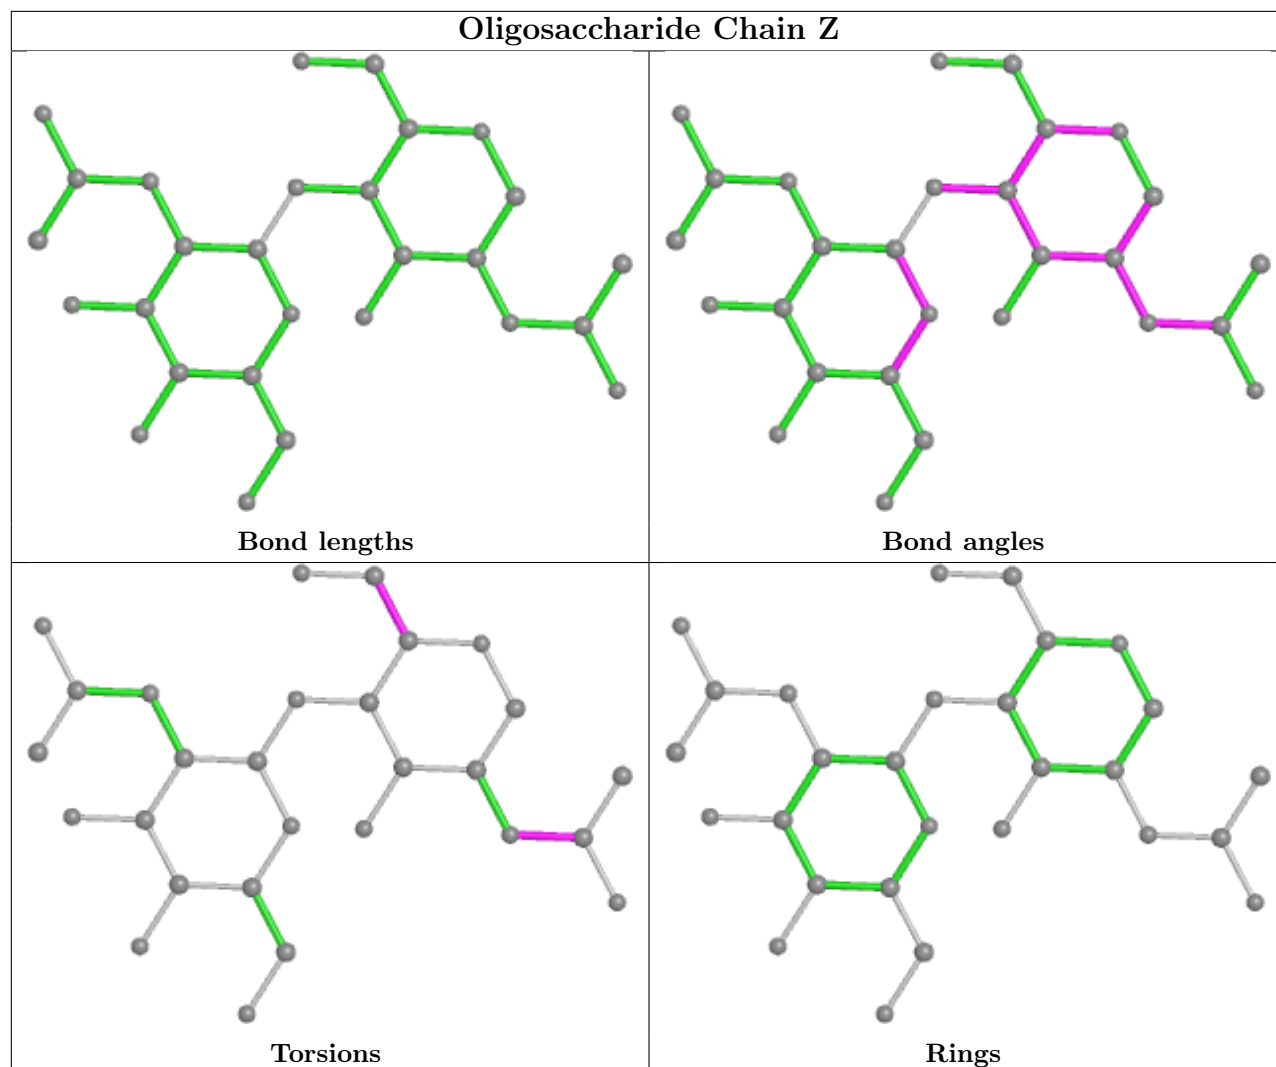 Oligosaccharide Chain Z
Bond lengths
Bond angles
Torsions
Rings